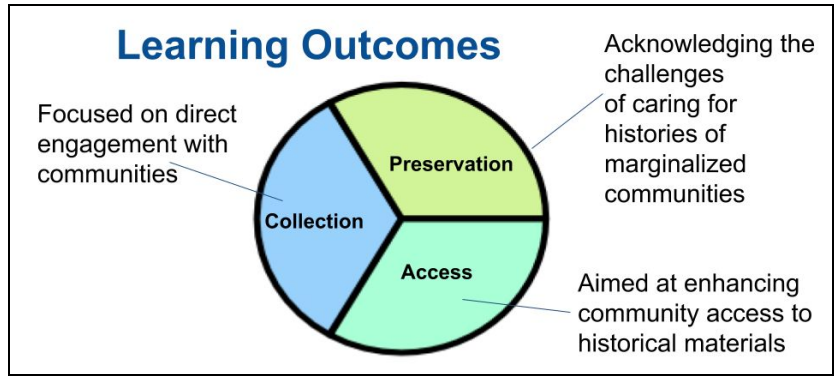 Learning Outcomes
Acknowledging the
challenges
of caring for
histories of
marginalized
communities
Focused on direct
engagement with
communities
Preservation
Collection
Access
Aimed at enhancing
community access to
historical materials